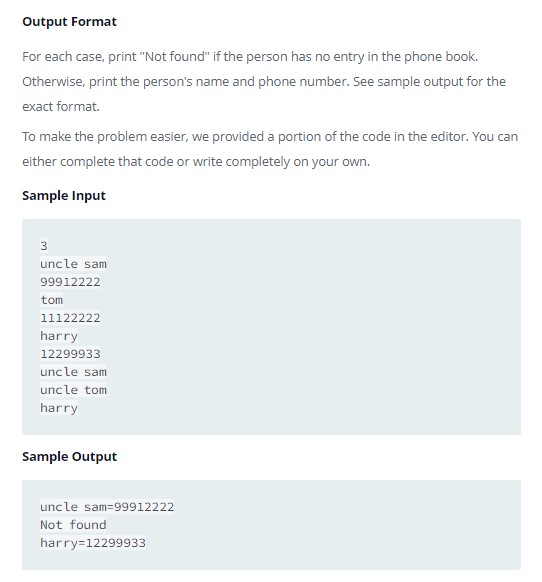 Output Format
For each case, print "Not found" if the person has no entry in the phone book.
Otherwise, print the person's name and phone number. See sample output for the
exact format.
To make the problem easier, we provided a portion of the code in the editor. You can
either complete that code or write completely on your own.
Sample Input
3
uncle sam
99912222
tom
11122222
harry
12299933
uncle sam
uncle tom
harry
Sample Output
uncle sam=99912222
Not found
harry=12299933